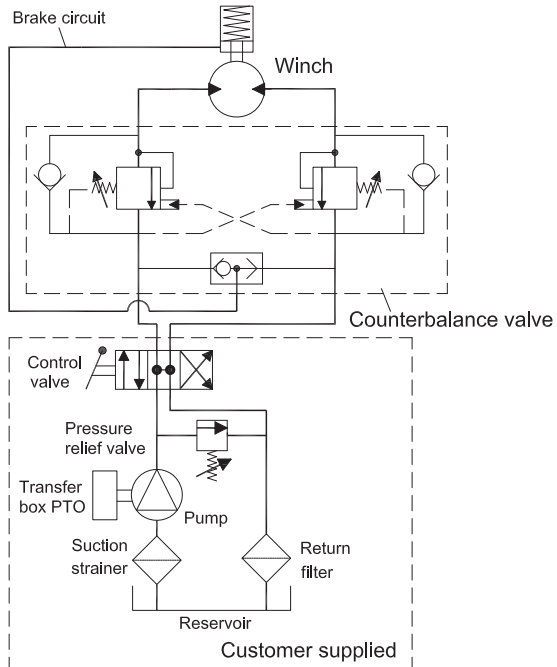 Brake circuit
Winch
Counterbalance valve
Control
valve
Pressure
relief valve
Transfer
box PTO
Pump
Suction
strainer
Return
filter
Reservoir
Customer supplied